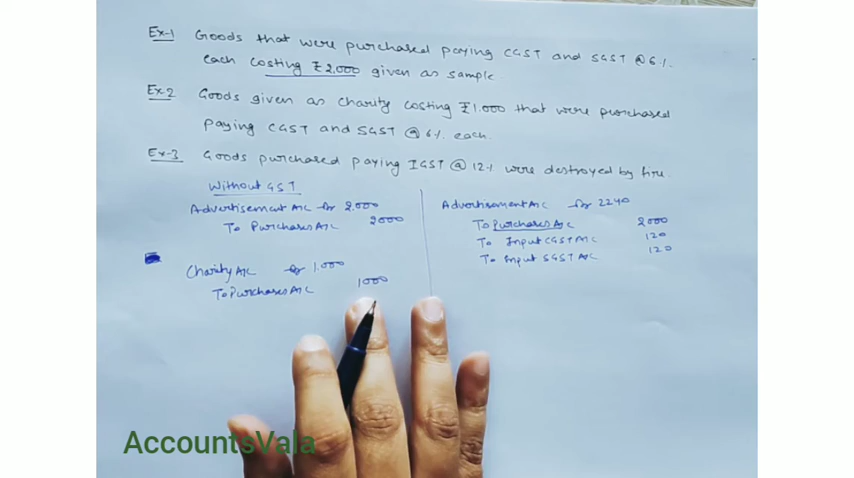 Ex-1 Goods that were purchased paying CGST and SGST @ 6%
each costing ₹2,000 given as sample.
Ex-2 Goods given as charity costing ₹1,000 that were purchased
paying CGST and SGST @ 6% each.
Ex-3 Goods purchased paying IGST @ 12% were destroyed by fire.
Without GST
Advertisement A/C Dr 2,000
To Purchases A/C 2000
Charity A/C Dr 1,000
To Purchases A/C 1000
Advertisement A/C Dr 2240
To Purchases A/C 2000
To Input CGST A/C 120
To Input SGST A/C 120
AccountsVala